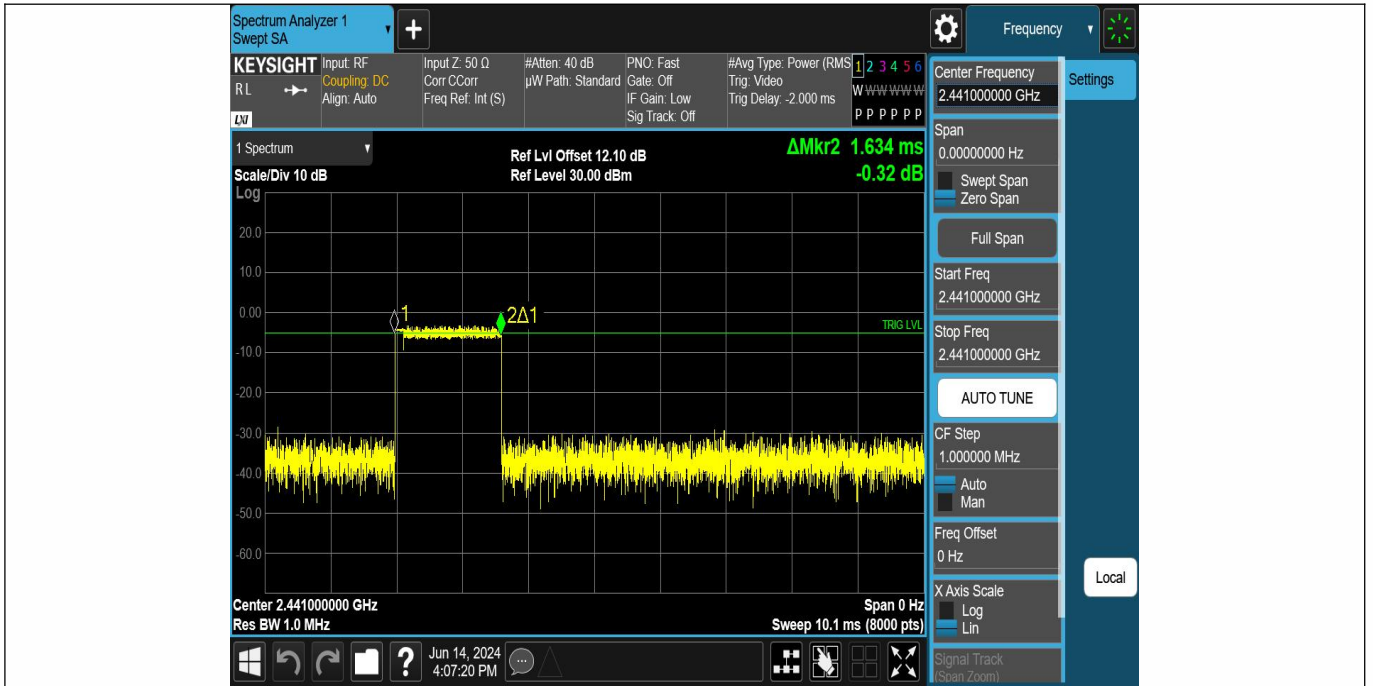 Spectrum Analyzer 1
Swept SA
+
Frequency
KEYSIGHT
RL
LXI
Input: RF
Coupling: DC
Align: Auto
Input Z: 50 Ω
Corr CCorr
Freq Ref: Int (S)
#Atten: 40 dB
µW Path: Standard
PNO: Fast
Gate: Off
IF Gain: Low
Sig Track: Off
#Avg Type: Power (RMS
Trig: Video
Trig Delay: -2.000 ms
1 2 3 4 5 6
W W W W W W
P P P P P P
1 Spectrum
Scale/Div 10 dB
Log
Ref Lvl Offset 12.10 dB
Ref Level 30.00 dBm
ΔMkr2 1.634 ms
-0.32 dB
20.0
10.0
0.00
-10.0
-20.0
-30.0
-40.0
-50.0
-60.0
1
2Δ1
TRIG LVL
Center 2.441000000 GHz
Res BW 1.0 MHz
Span 0 Hz
Sweep 10.1 ms (8000 pts)
Center Frequency
2.441000000 GHz
Settings
Span
0.00000000 Hz
Swept Span
Zero Span
Full Span
Start Freq
2.441000000 GHz
Stop Freq
2.441000000 GHz
AUTO TUNE
CF Step
1.000000 MHz
Auto
Man
Freq Offset
0 Hz
X Axis Scale
Log
Lin
Signal Track
(Span Zoom)
Local
?
Jun 14, 2024
4:07:20 PM